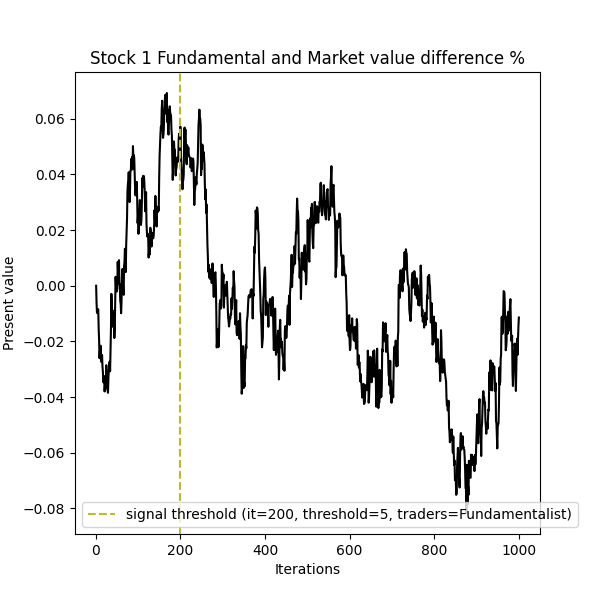 Stock 1 Fundamental and Market value difference %
0.06
0.04
0.02
0.00
−0.02
−0.04
−0.06
−0.08
Present value
signal threshold (it=200, threshold=5, traders=Fundamentalist)
0 200 400 600 800 1000
Iterations